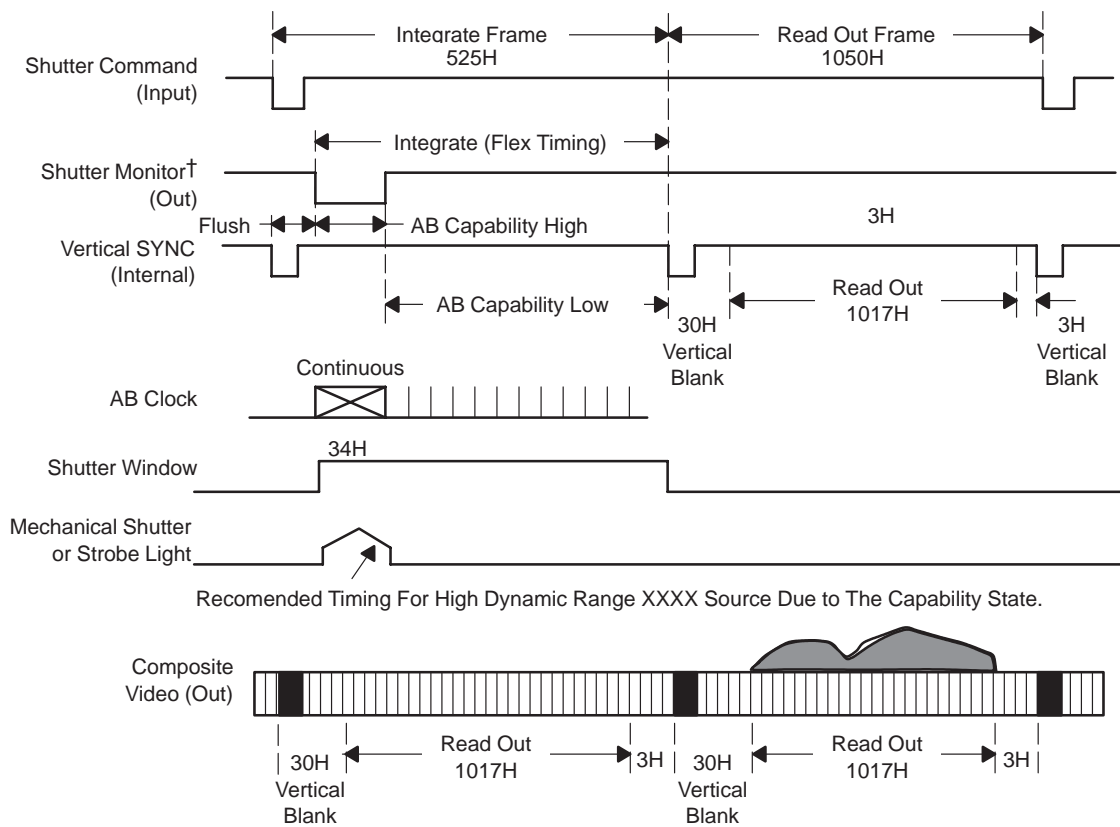 Integrate Frame
525H
Read Out Frame
1050H
Shutter Command
(Input)
Integrate (Flex Timing)
Shutter Monitor†
(Out)
Flush
AB Capability High
3H
Vertical SYNC
(Internal)
AB Capability Low
Read Out
1017H
30H
Vertical
Blank
3H
Vertical
Blank
Continuous
AB Clock
34H
Shutter Window
Mechanical Shutter
or Strobe Light
Recomended Timing For High Dynamic Range XXXX Source Due to The Capability State.
Composite
Video (Out)
30H
Vertical
Blank
Read Out
1017H
3H
30H
Vertical
Blank
Read Out
1017H
3H